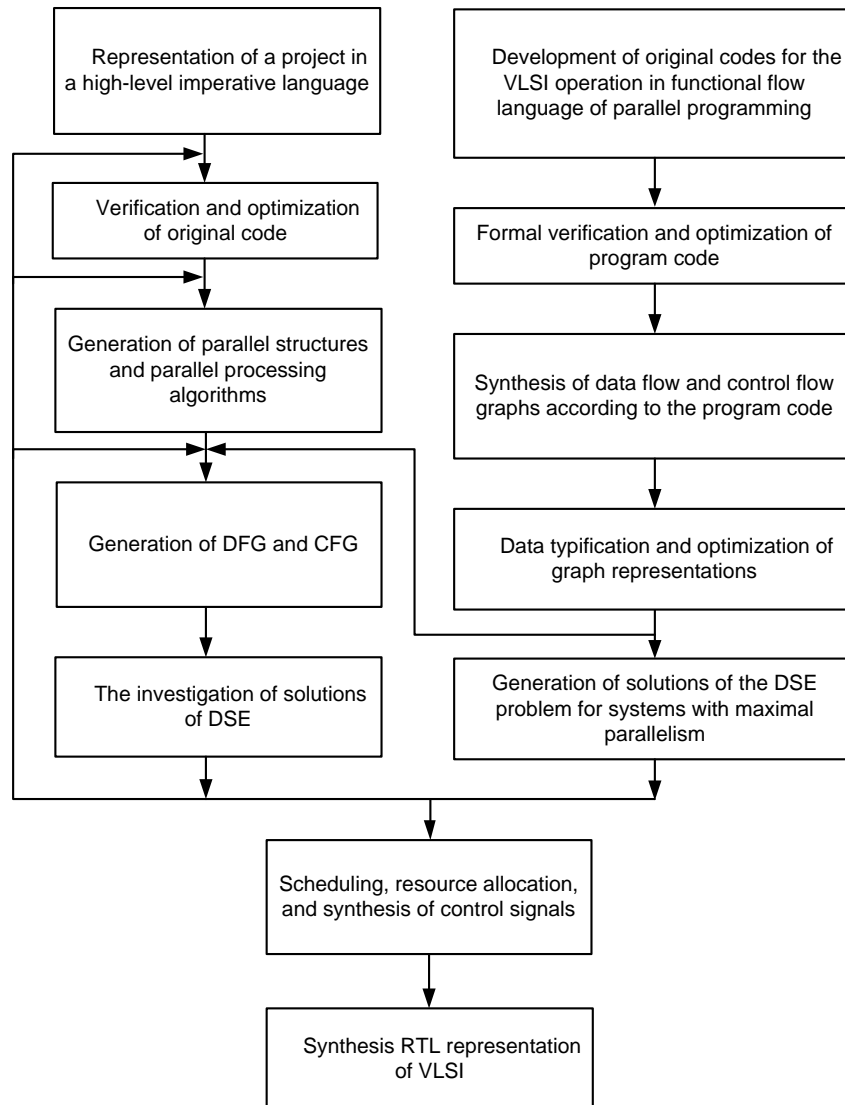 Representation of a project in
a high-level imperative language
Verification and optimization
of original code
Generation of parallel structures
and parallel processing
algorithms
Generation of DFG and CFG
The investigation of solutions
of DSE
Development of original codes for the
VLSI operation in functional flow
language of parallel programming
Formal verification and optimization of
program code
Synthesis of data flow and control flow
graphs according to the program code
Data typification and optimization of
graph representations
Generation of solutions of the DSE
problem for systems with maximal
parallelism
Scheduling, resource allocation,
and synthesis of control signals
Synthesis RTL representation
of VLSI